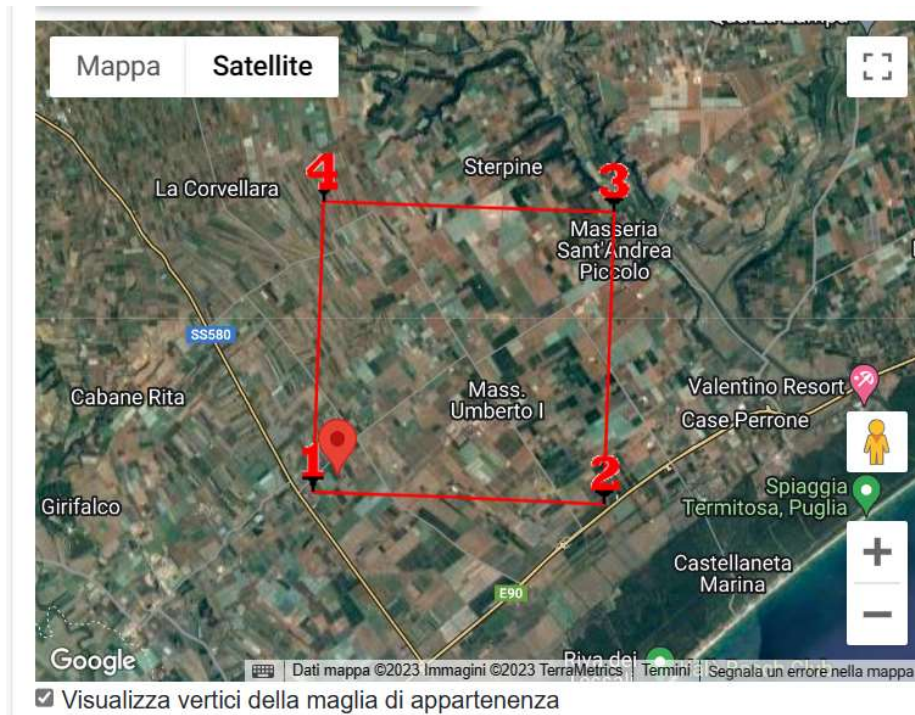 Mappa
Satellite
4
Sterpine
3
La Corvellara
Masseria
Sant'Andrea
Piccolo
SS580
Cabane Rita
Mass.
Umberto I
Valentino Resort
Case Perrone
1
2
Girifalco
Spiaggia
Termitosa, Puglia
Castellaneta
Marina
E90
Riva dei
Google
Dati mappa ©2023 Immagini ©2023 TerraMetrics
Termini
Segnala un errore nella mappa
Visualizza vertici della maglia di appartenenza